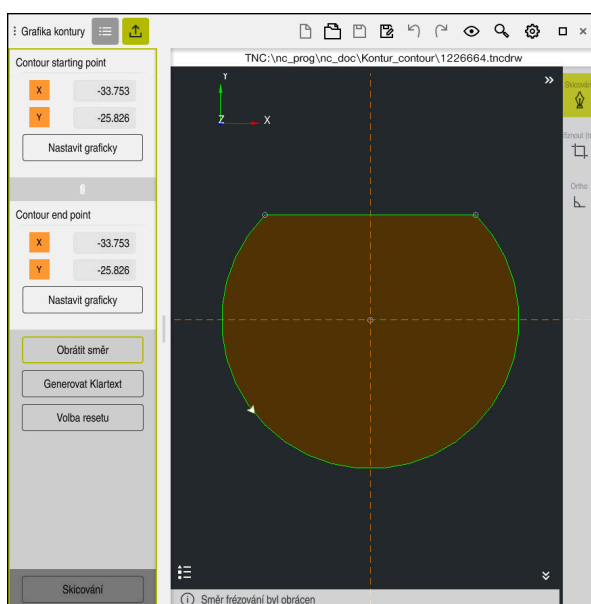 Grafika kontury
TNC:\nc_prog\nc_doc\Kontur_contour\1226664.tncdrw
Contour starting point
X -33.753
Y -25.826
Nastavit graficky
Contour end point
X -33.753
Y -25.826
Nastavit graficky
Obrátit směr
Generovat Klartext
Volba resetu
Skicování
Y
Z X
Skicování
Ortho
Směr frézování byl obrácen